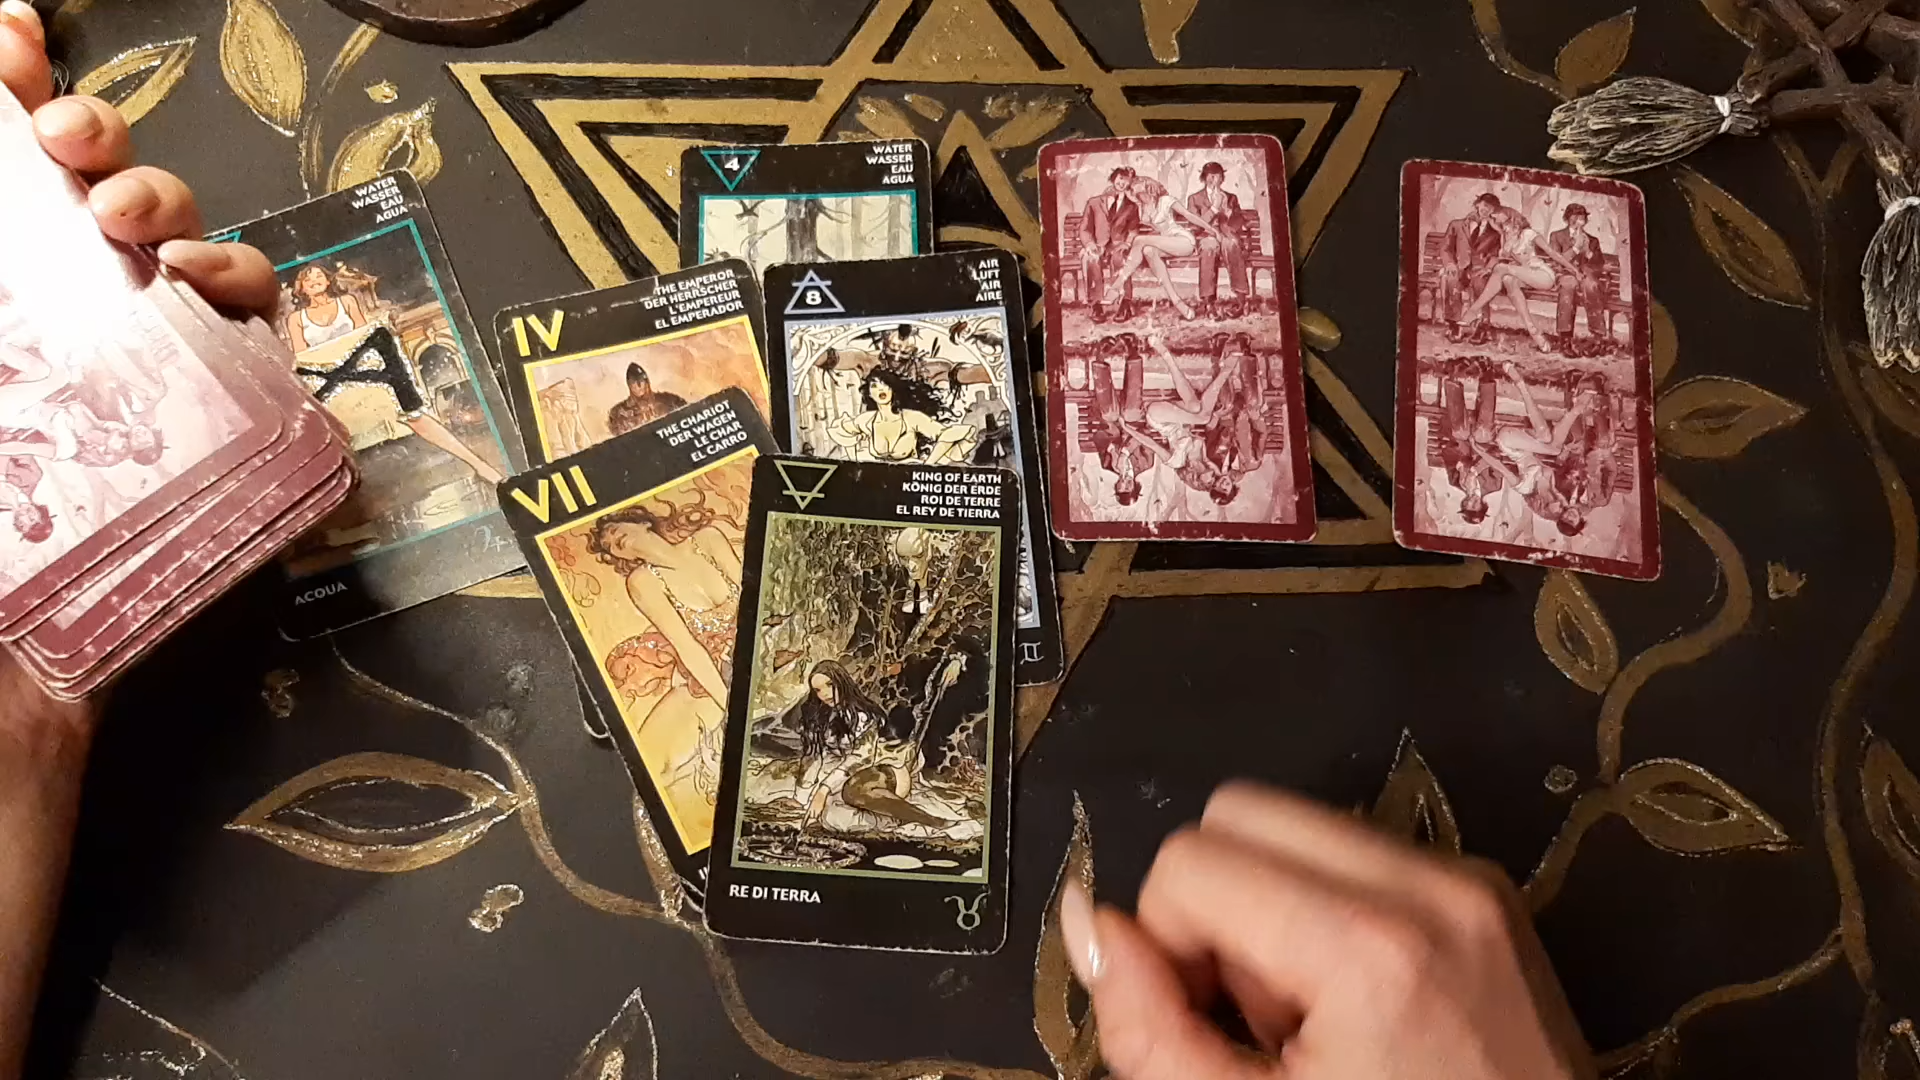 WATER
WASSER
EAU
AGUA
ACOUA
4
WATER
WASSER
EAU
AGUA
IV
THE EMPEROR
DER HERRSCHER
L'EMPEREUR
EL EMPERADOR
8
AIR
LUFT
AIR
AIRE
VII
THE CHARIOT
DER WAGEN
LE CHAR
EL CARRO
KING OF EARTH
KÖNIG DER ERDE
ROI DE TERRE
EL REY DE TIERRA
RE DI TERRA